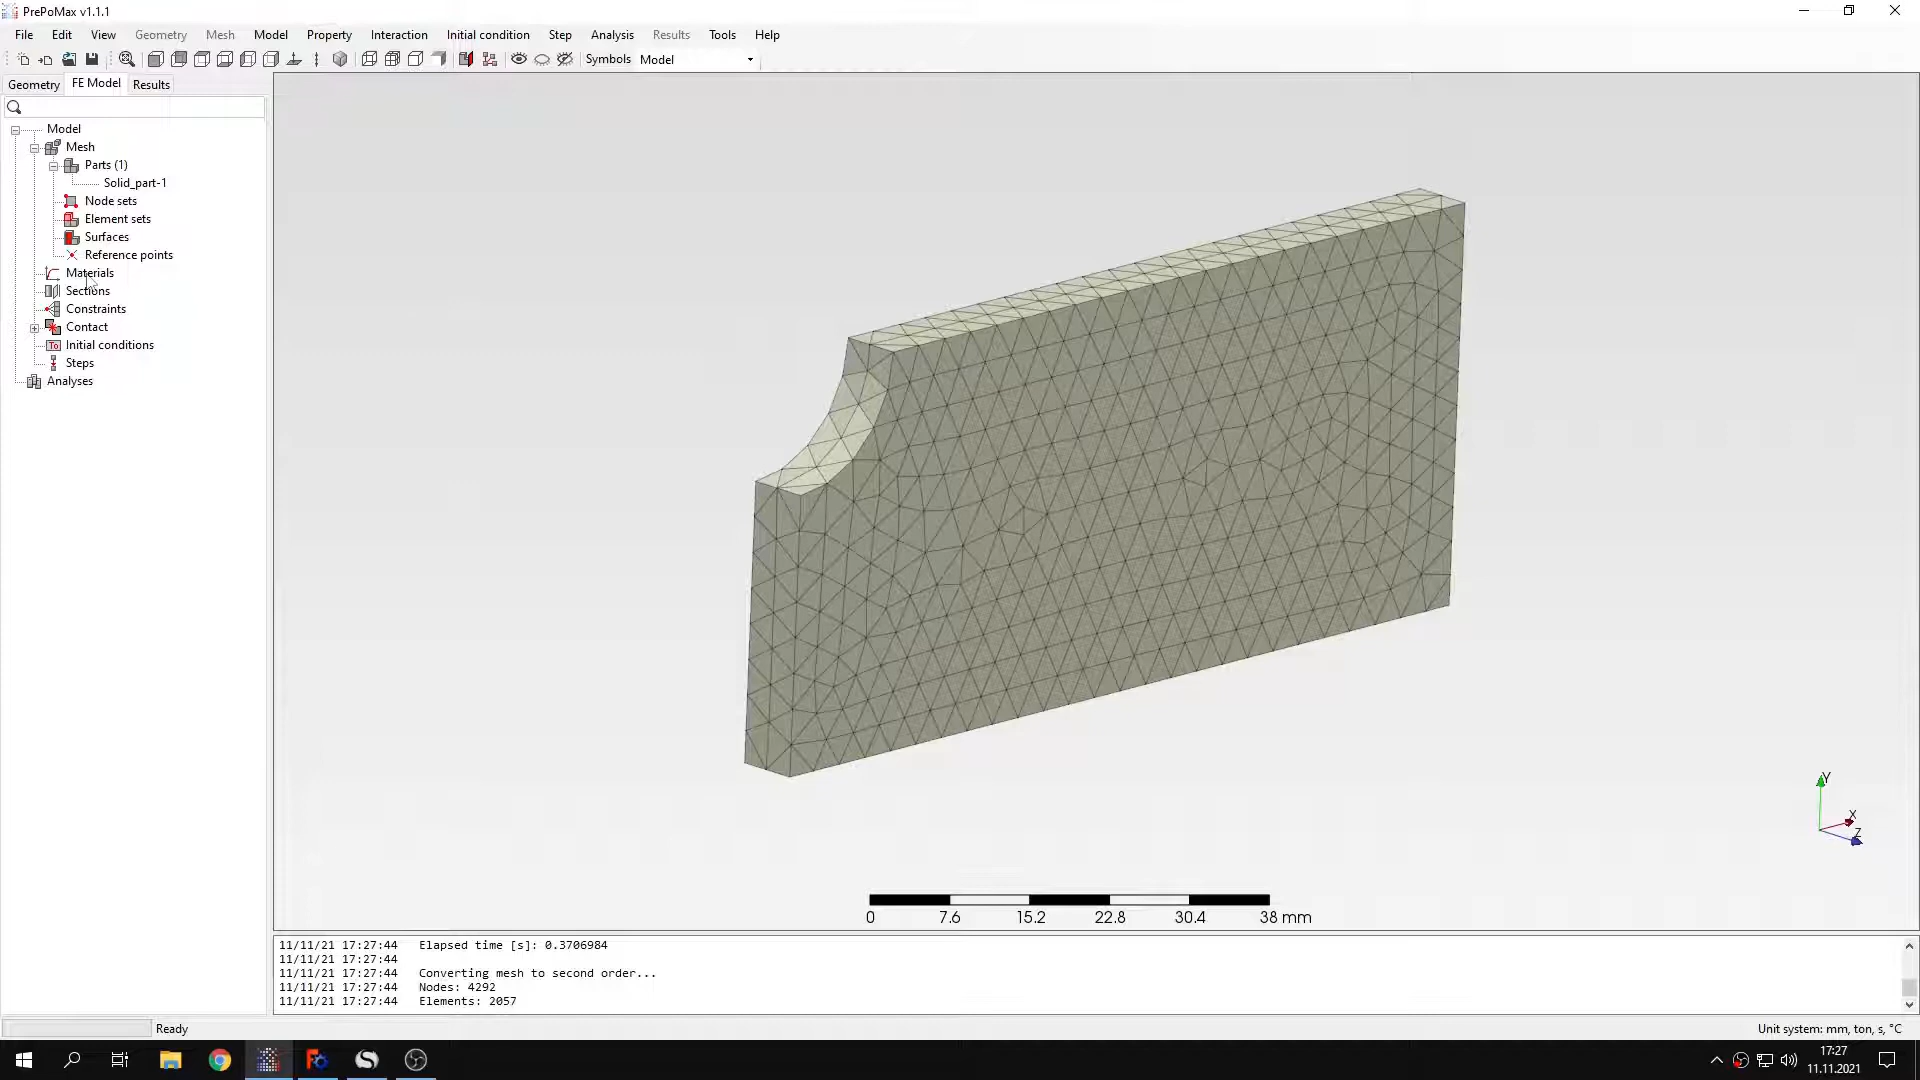 PrePoMax v1.1.1
File Edit View Geometry Mesh Model Property Interaction Initial condition Step Analysis Results Tools Help
Symbols Model
Geometry FE Model Results
Model
Mesh
Parts (1)
Solid_part-1
Node sets
Element sets
Surfaces
Reference points
Materials
Sections
Constraints
Contact
To Initial conditions
Steps
Analyses
Y
X
Z
0 7.6 15.2 22.8 30.4 38 mm
11/11/21 17:27:44 Elapsed time [s]: 0.3706984
11/11/21 17:27:44
11/11/21 17:27:44 Converting mesh to second order...
11/11/21 17:27:44 Nodes: 4292
11/11/21 17:27:44 Elements: 2057
Ready Unit system: mm, ton, s, °C
17:27
11.11.2021